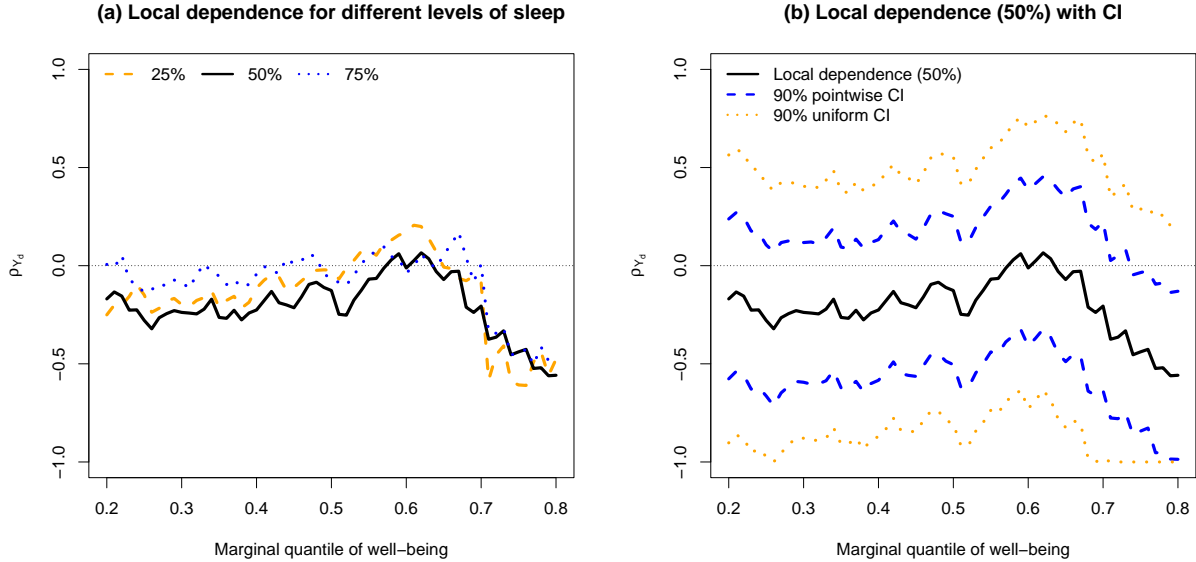 (a) Local dependence for different levels of sleep
25% 50% 75%
1.0
0.5
0.0
−0.5
−1.0
ρY_d
0.2 0.3 0.4 0.5 0.6 0.7 0.8
Marginal quantile of well−being
(b) Local dependence (50%) with CI
Local dependence (50%)
90% pointwise CI
90% uniform CI
1.0
0.5
0.0
−0.5
−1.0
ρY_d
0.2 0.3 0.4 0.5 0.6 0.7 0.8
Marginal quantile of well−being